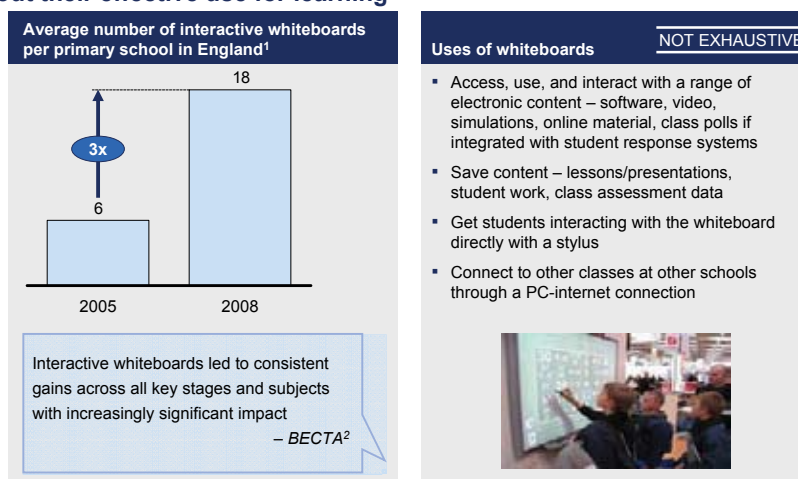 out their effective use for learning
Average number of interactive whiteboards
per primary school in England1
18
3x
6
2005 2008
Interactive whiteboards led to consistent
gains across all key stages and subjects
with increasingly significant impact
– BECTA2
Uses of whiteboards
NOT EXHAUSTIVE
▪ Access, use, and interact with a range of
electronic content – software, video,
simulations, online material, class polls if
integrated with student response systems
▪ Save content – lessons/presentations,
student work, class assessment data
▪ Get students interacting with the whiteboard
directly with a stylus
▪ Connect to other classes at other schools
through a PC-internet connection